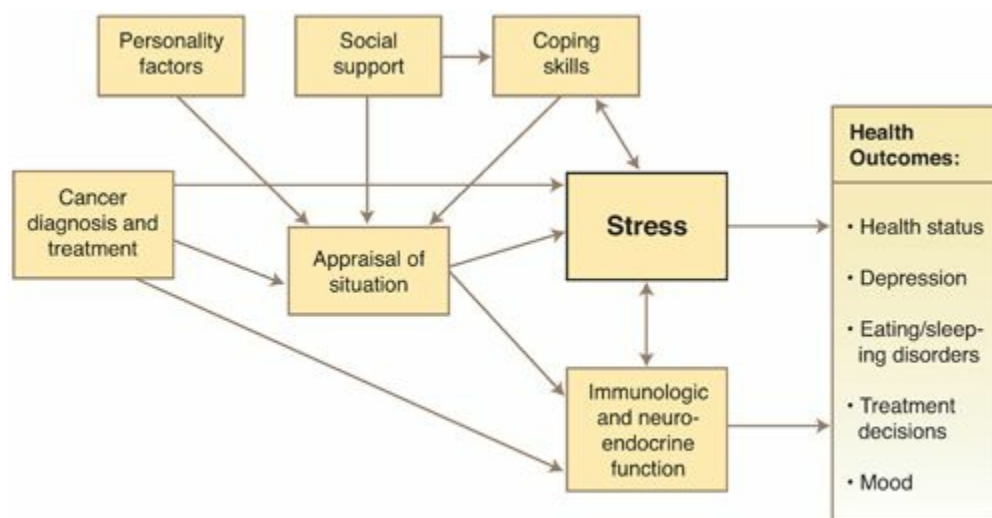 Personality
factors
Social
support
Coping
skills
Cancer
diagnosis and
treatment
Appraisal of
situation
Stress
Immunologic
and neuro-
endocrine
function
Health
Outcomes:
• Health status
• Depression
• Eating/sleep-
ing disorders
• Treatment
decisions
• Mood